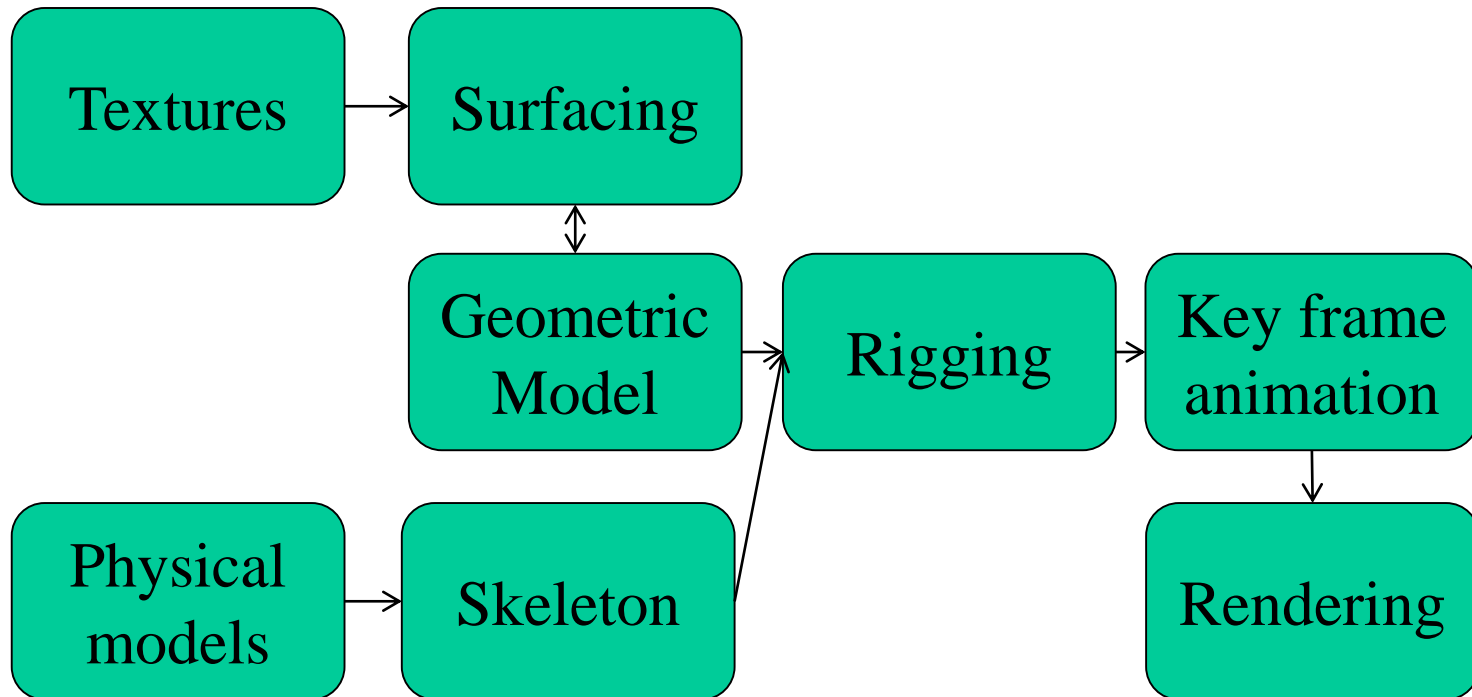 Textures
Surfacing
Geometric
Model
Rigging
Key frame
animation
Physical
models
Skeleton
Rendering